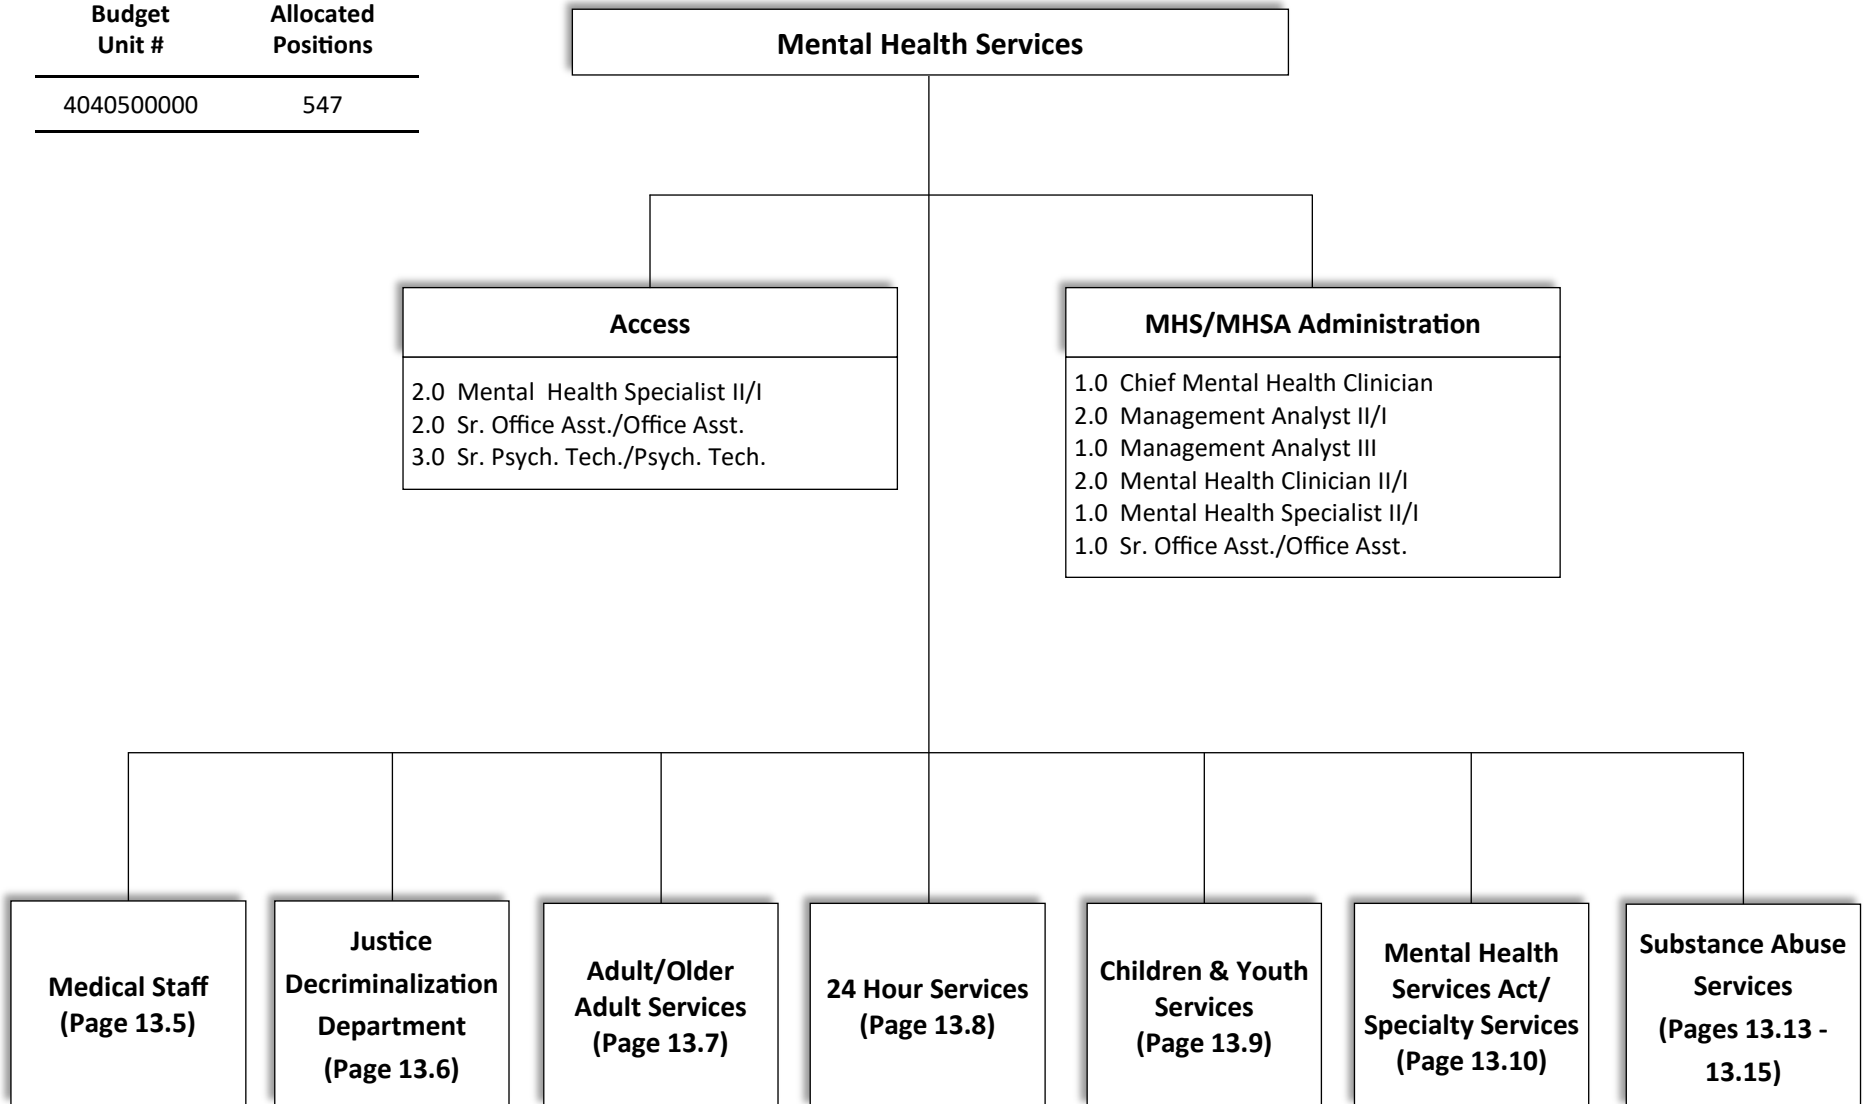 Budget
Unit #
Allocated
Positions
4040500000
547
Mental Health Services
Access
2.0 Mental Health Specialist II/I
2.0 Sr. Office Asst./Office Asst.
3.0 Sr. Psych. Tech./Psych. Tech.
MHS/MHSA Administration
1.0 Chief Mental Health Clinician
2.0 Management Analyst II/I
1.0 Management Analyst III
2.0 Mental Health Clinician II/I
1.0 Mental Health Specialist II/I
1.0 Sr. Office Asst./Office Asst.
Medical Staff
(Page 13.5)
Justice
Decriminalization
Department
(Page 13.6)
Adult/Older
Adult Services
(Page 13.7)
24 Hour Services
(Page 13.8)
Children & Youth
Services
(Page 13.9)
Mental Health
Services Act/
Specialty Services
(Page 13.10)
Substance Abuse
Services
(Pages 13.13 -
13.15)